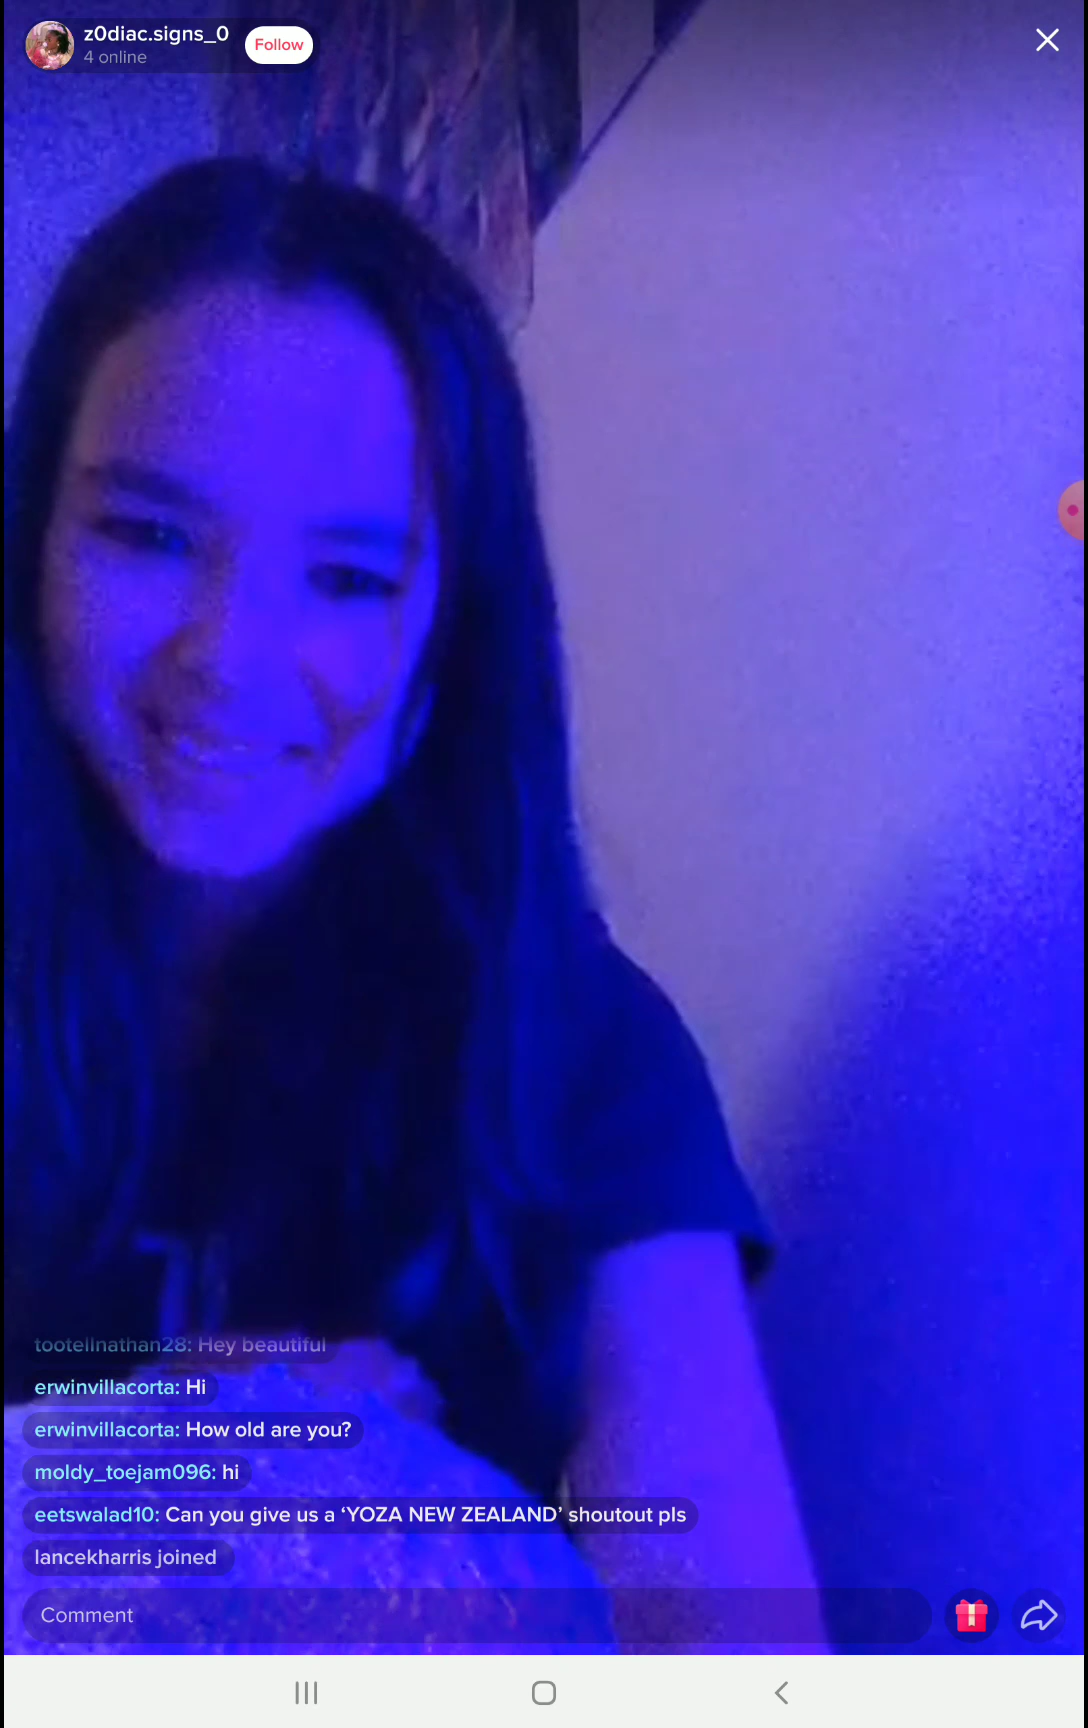 z0diac.signs_0
4 online
Follow
tootellnathan28: Hey beautiful
erwinvillacorta: Hi
erwinvillacorta: How old are you?
moldy_toejam096: hi
eetswalad10: Can you give us a ‘YOZA NEW ZEALAND’ shoutout pls
lancekharris joined
Comment